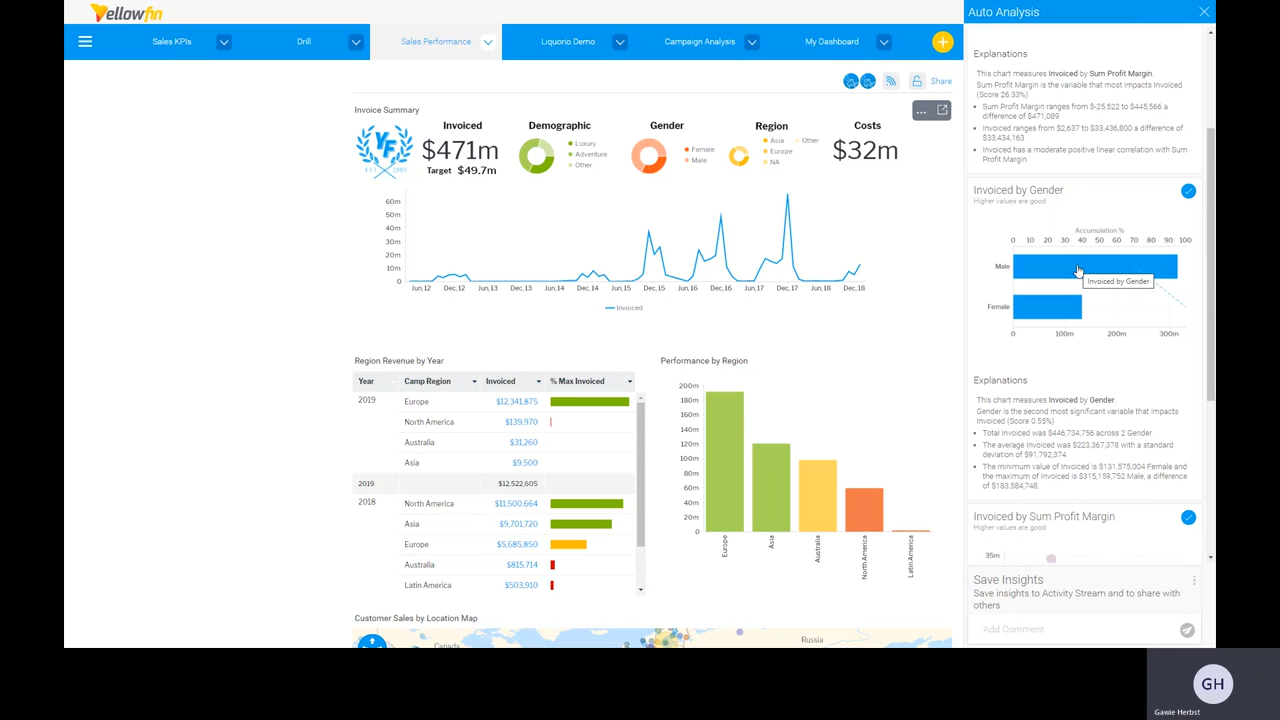 Yellowfin
Auto Analysis
Sales KPIs
Drill
Sales Performance
Liquorio Demo
Campaign Analysis
My Dashboard
Share
Invoice Summary
YF
Invoiced
$471m
Target $49.7m
Demographic
Luxury
Adventure
Other
Gender
Female
Male
Region
Asia
Other
Europe
NA
Costs
$32m
60m
50m
40m
30m
20m
10m
0
Jun, 12
Dec, 12
Jun, 13
Dec, 13
Jun, 14
Dec, 14
Jun, 15
Dec, 15
Jun, 16
Dec, 16
Jun, 17
Dec, 17
Jun, 18
Dec, 18
Invoiced
Region Revenue by Year
Year Camp Region Invoiced % Max Invoiced
2019 Europe $12,341,875
North America $139,970
Australia $31,260
Asia $9,500
2019 $12,522,605
2018 North America $11,500,664
Asia $9,701,720
Europe $5,685,850
Australia $815,714
Latin America $503,910
Performance by Region
200m
180m
160m
140m
120m
100m
80m
60m
40m
20m
0
Europe
Asia
Australia
North America
Latin America
Customer Sales by Location Map
Canada
Russia
Explanations
This chart measures Invoiced by Sum Profit Margin.
Sum Profit Margin is the variable that most impacts Invoiced
(Score 26.33%)
Sum Profit Margin ranges from $-25,522 to $445,566 a
difference of $471,089
Invoiced ranges from $2,637 to $33,436,800 a difference of
$33,434,163
Invoiced has a moderate positive linear correlation with Sum
Profit Margin
Invoiced by Gender
Higher values are good
Accumulation %
0 10 20 30 40 50 60 70 80 90 100
Male
Invoiced by Gender
Female
0 100m 200m 300m
Explanations
This chart measures Invoiced by Gender.
Gender is the second most significant variable that impacts
Invoiced (Score 0.55%)
Total Invoiced was $446,734,756 across 2 Gender
The average Invoiced was $223,367,378 with a standard
deviation of $91,792,374.
The minimum value of Invoiced is $131,575,004 Female and
the maximum of Invoiced is $315,159,752 Male, a difference
of $183,584,748.
Invoiced by Sum Profit Margin
Higher values are good
35m
Save Insights
Save insights to Activity Stream and to share with
others
Add Comment
GH
Gawie Herbst